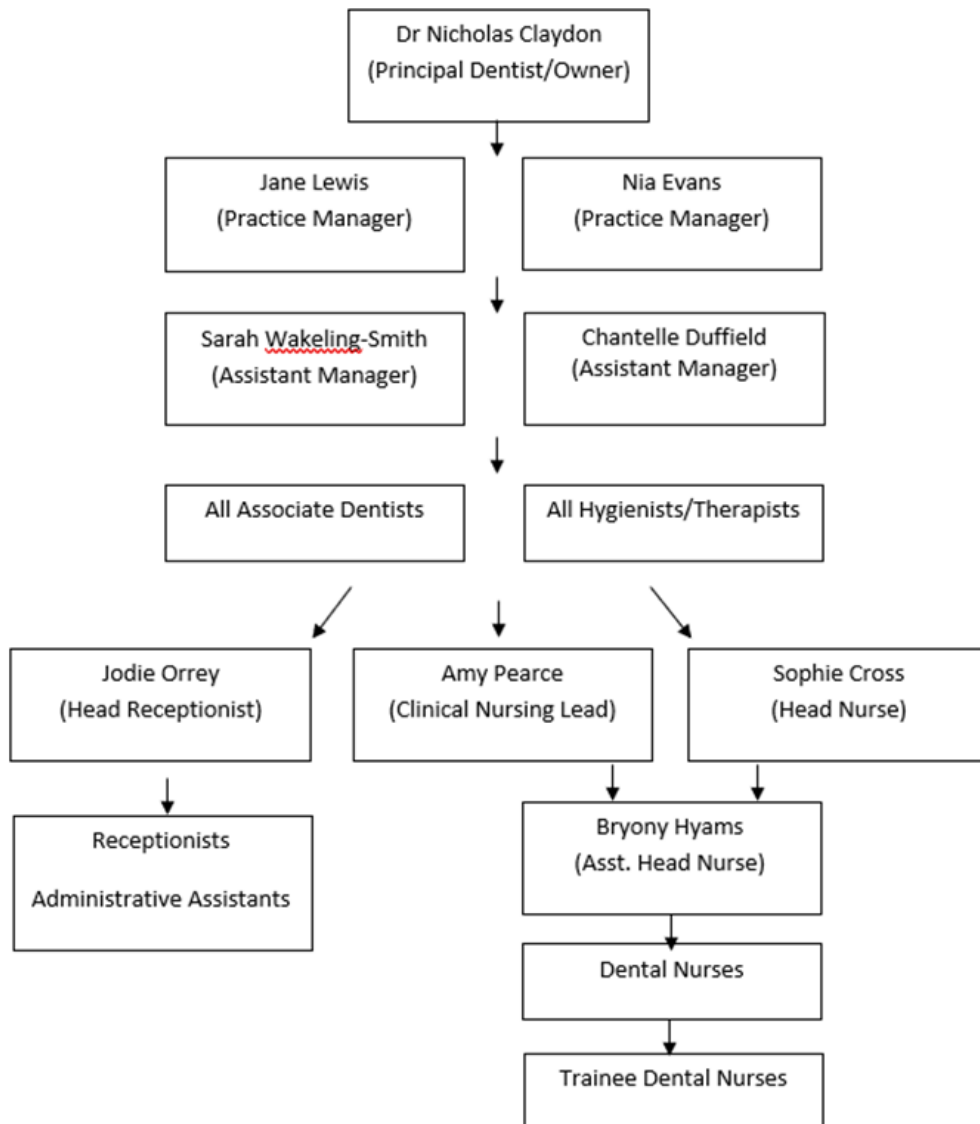 Dr Nicholas Claydon
(Principal Dentist/Owner)
Jane Lewis
(Practice Manager)
Nia Evans
(Practice Manager)
Sarah Wakeling-Smith
(Assistant Manager)
Chantelle Duffield
(Assistant Manager)
All Associate Dentists
All Hygienists/Therapists
Jodie Orrey
(Head Receptionist)
Amy Pearce
(Clinical Nursing Lead)
Sophie Cross
(Head Nurse)
Receptionists
Administrative Assistants
Bryony Hyams
(Asst. Head Nurse)
Dental Nurses
Trainee Dental Nurses